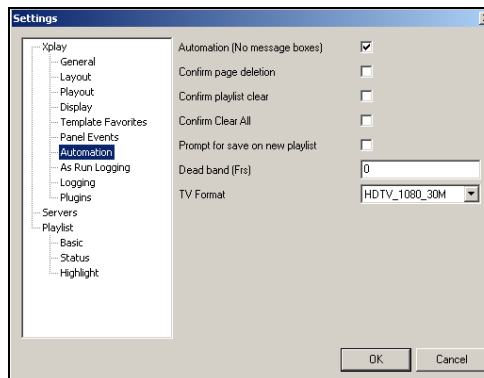 Settings
Xplay
General
Layout
Playout
Display
Template Favorites
Panel Events
Automation
As Run Logging
Logging
Plugins
Servers
Playlist
Basic
Status
Highlight
Automation (No message boxes)
Confirm page deletion
Confirm playlist clear
Confirm Clear All
Prompt for save on new playlist
Dead band (Frs) 0
TV Format HDTV_1080_30M
OK Cancel